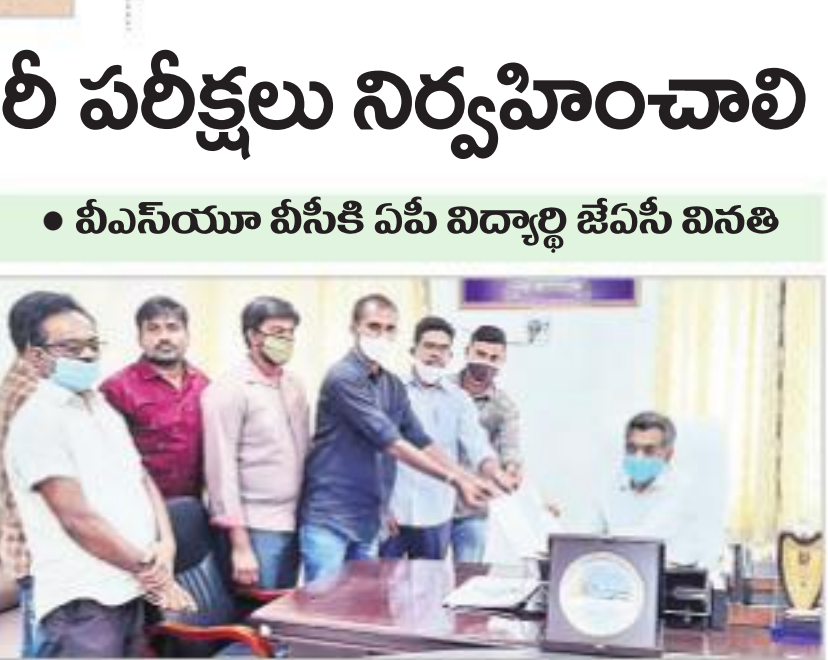 రీ పరీక్షలు నిర్వహించాలి
• వీఎస్‌యూ వీసీకి ఏపీ విద్యార్థి జేఏసీ వినతి